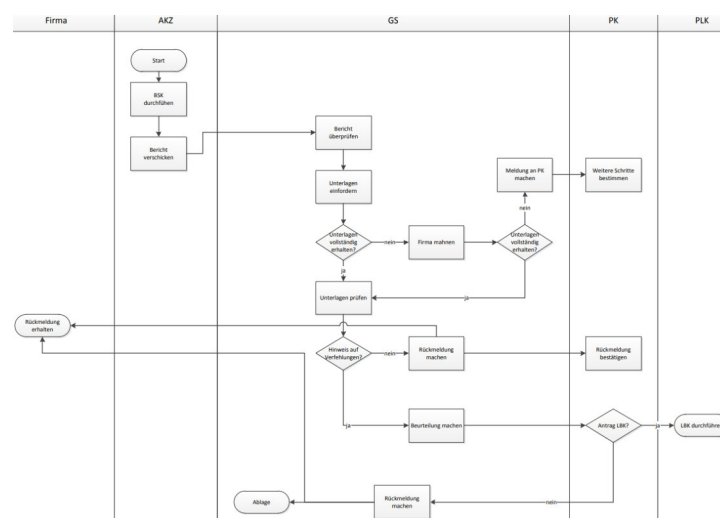 Firma
AKZ
GS
PK
PLK
Start
BSK
durchführen
Bericht
verschicken
Bericht
überprüfen
Unterlagen
einfordern
Unterlagen
vollständig
erhalten?
nein
Firma mahnen
Unterlagen
vollständig
erhalten?
nein
Meldung an PK
machen
Weitere Schritte
bestimmen
ja
ja
Unterlagen prüfen
Rückmeldung
erhalten
Hinweis auf
Verfehlungen?
nein
Rückmeldung
machen
Rückmeldung
bestätigen
ja
Beurteilung machen
Antrag LBK?
ja
LBK durchführen
nein
Rückmeldung
machen
Ablage